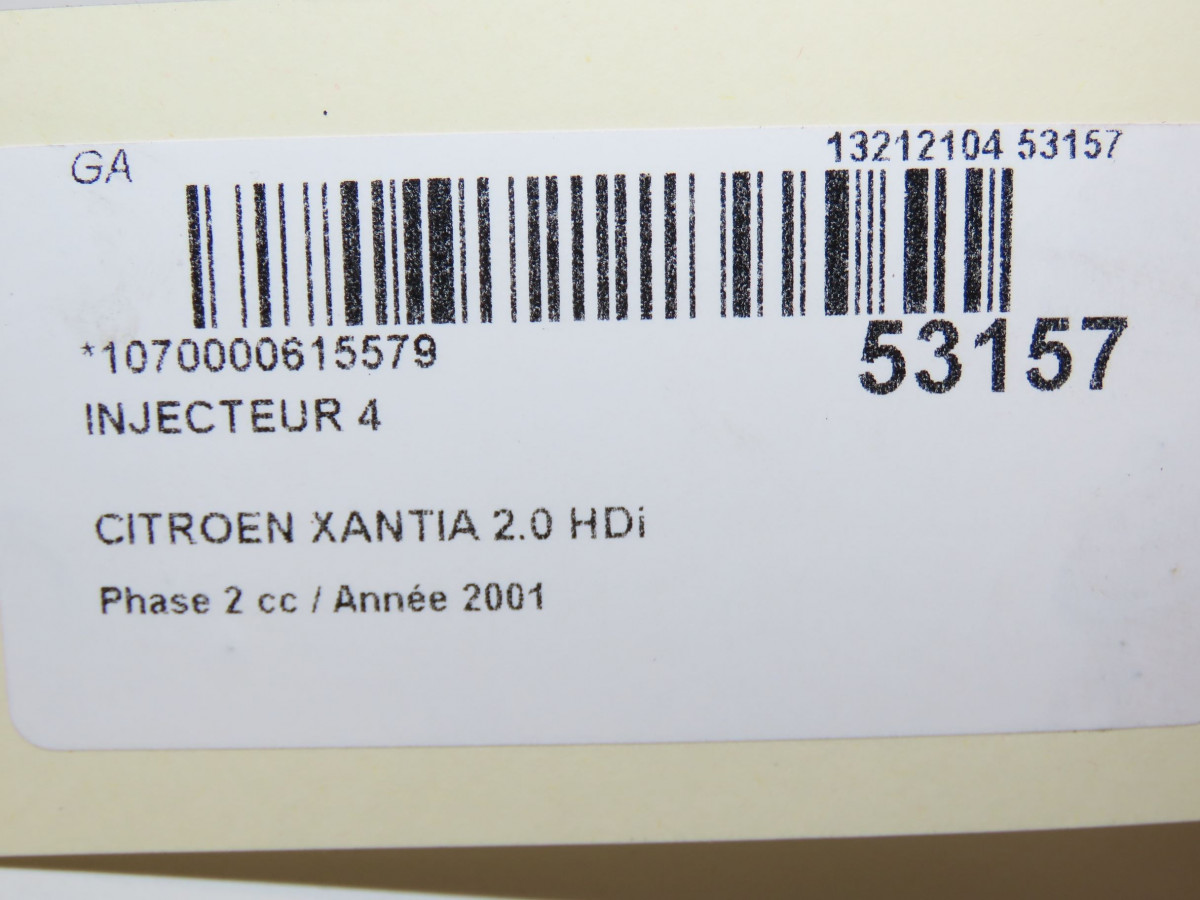 GA
13212104 53157
*1070000615579
53157
INJECTEUR 4
CITROEN XANTIA 2.0 HDi
Phase 2 cc / Année 2001